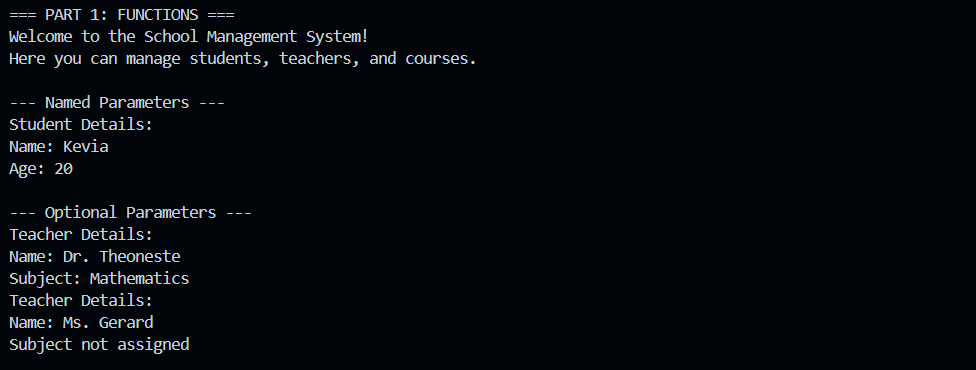 === PART 1: FUNCTIONS ===
Welcome to the School Management System!
Here you can manage students, teachers, and courses.
--- Named Parameters ---
Student Details:
Name: Kevia
Age: 20
--- Optional Parameters ---
Teacher Details:
Name: Dr. Theoneste
Subject: Mathematics
Teacher Details:
Name: Ms. Gerard
Subject not assigned